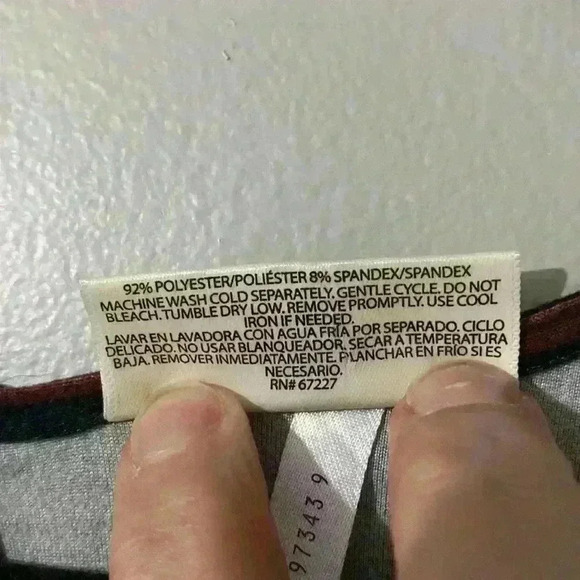 92% POLYESTER/POLIÉSTER 8% SPANDEX/SPANDEX
MACHINE WASH COLD SEPARATELY. GENTLE CYCLE. DO NOT
BLEACH. TUMBLE DRY LOW. REMOVE PROMPTLY. USE COOL
IRON IF NEEDED.
LAVAR EN LAVADORA CON AGUA FRÍA POR SEPARADO. CICLO
DELICADO. NO USAR BLANQUEADOR. SECAR A TEMPERATURA
BAJA. REMOVER INMEDIATAMENTE. PLANCHAR EN FRÍO SI ES
NECESARIO.
RN# 67227
97343 9